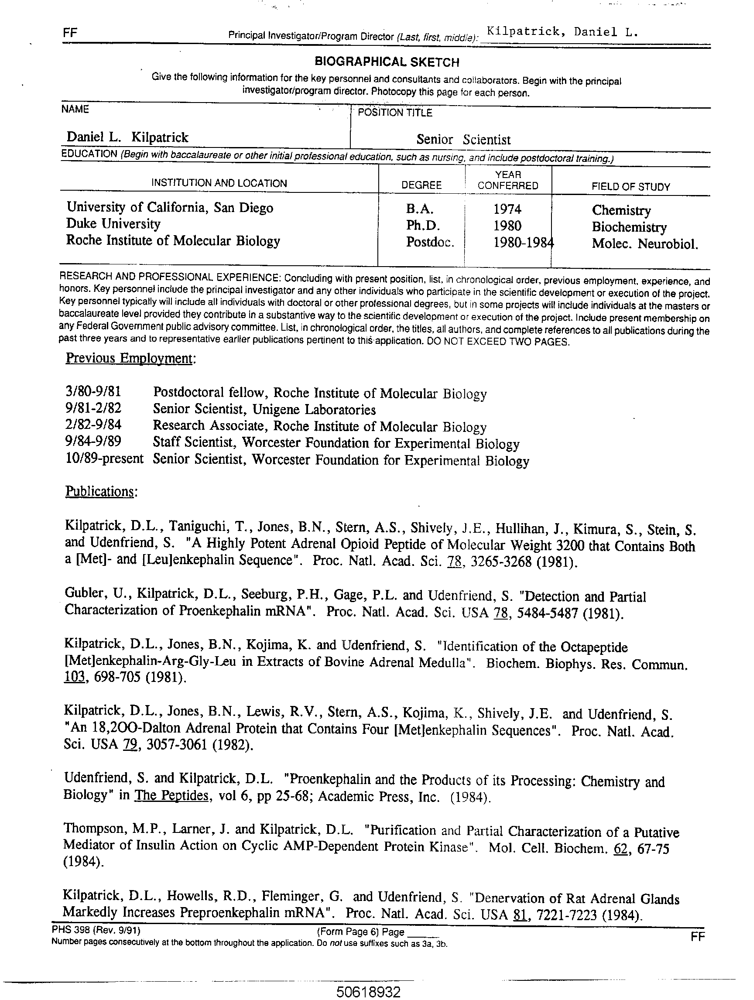 FF
Principal Investigator/Program Director (Last, first, middle): Kilpatrick, Daniel L.
BIOGRAPHICAL SKETCH
Give the following information for the key personnel and consultants and collaborators. Begin with the principal
investigator/program director. Photocopy this page for each person.
NAME
POSITION TITLE
Daniel L. Kilpatrick
Senior Scientist
EDUCATION (Begin with baccalaureate or other initial professional education, such as nursing, and include postdoctoral training.)
INSTITUTION AND LOCATION DEGREE YEAR CONFERRED FIELD OF STUDY
University of California, San Diego B.A. 1974 Chemistry
Duke University Ph.D. 1980 Biochemistry
Roche Institute of Molecular Biology Postdoc. 1980-1984 Molec. Neurobiol.
RESEARCH AND PROFESSIONAL EXPERIENCE: Concluding with present position, list, in chronological order, previous employment, experience, and
honors. Key personnel include the principal investigator and any other individuals who participate in the scientific development or execution of the project.
Key personnel typically will include all individuals with doctoral or other professional degrees, but in some projects will include individuals at the masters or
baccalaureate level provided they contribute in a substantive way to the scientific development or execution of the project. Include present membership on
any Federal Government public advisory committee. List, in chronological order, the titles, all authors, and complete references to all publications during the
past three years and to representative earlier publications pertinent to this application. DO NOT EXCEED TWO PAGES.
Previous Employment:
3/80-9/81 Postdoctoral fellow, Roche Institute of Molecular Biology
9/81-2/82 Senior Scientist, Unigene Laboratories
2/82-9/84 Research Associate, Roche Institute of Molecular Biology
9/84-9/89 Staff Scientist, Worcester Foundation for Experimental Biology
10/89-present Senior Scientist, Worcester Foundation for Experimental Biology
Publications:
Kilpatrick, D.L., Taniguchi, T., Jones, B.N., Stern, A.S., Shively, J.E., Hullihan, J., Kimura, S., Stein, S.
and Udenfriend, S. "A Highly Potent Adrenal Opioid Peptide of Molecular Weight 3200 that Contains Both
a [Met]- and [Leu]enkephalin Sequence". Proc. Natl. Acad. Sci. 78, 3265-3268 (1981).
Gubler, U., Kilpatrick, D.L., Seeburg, P.H., Gage, P.L. and Udenfriend, S. "Detection and Partial
Characterization of Proenkephalin mRNA". Proc. Natl. Acad. Sci. USA 78, 5484-5487 (1981).
Kilpatrick, D.L., Jones, B.N., Kojima, K. and Udenfriend, S. "Identification of the Octapeptide
[Met]enkephalin-Arg-Gly-Leu in Extracts of Bovine Adrenal Medulla". Biochem. Biophys. Res. Commun.
103, 698-705 (1981).
Kilpatrick, D.L., Jones, B.N., Lewis, R.V., Stern, A.S., Kojima, K., Shively, J.E. and Udenfriend, S.
"An 18,2OO-Dalton Adrenal Protein that Contains Four [Met]enkephalin Sequences". Proc. Natl. Acad.
Sci. USA 79, 3057-3061 (1982).
Udenfriend, S. and Kilpatrick, D.L. "Proenkephalin and the Products of its Processing: Chemistry and
Biology" in The Peptides, vol 6, pp 25-68; Academic Press, Inc. (1984).
Thompson, M.P., Larner, J. and Kilpatrick, D.L. "Purification and Partial Characterization of a Putative
Mediator of Insulin Action on Cyclic AMP-Dependent Protein Kinase". Mol. Cell. Biochem. 62, 67-75
(1984).
Kilpatrick, D.L., Howells, R.D., Fleminger, G. and Udenfriend, S. "Denervation of Rat Adrenal Glands
Markedly Increases Preproenkephalin mRNA". Proc. Natl. Acad. Sci. USA 81, 7221-7223 (1984).
PHS 398 (Rev. 9/91) (Form Page 6) Page ____ FF
Number pages consecutively at the bottom throughout the application. Do not use suffixes such as 3a, 3b.
50618932